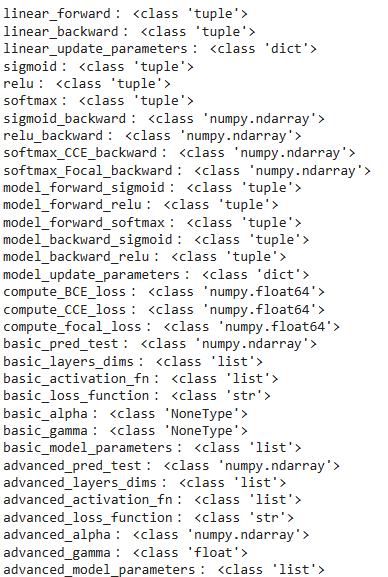 linear_forward: <class 'tuple'>
linear_backward: <class 'tuple'>
linear_update_parameters: <class 'dict'>
sigmoid: <class 'tuple'>
relu: <class 'tuple'>
softmax: <class 'tuple'>
sigmoid_backward: <class 'numpy.ndarray'>
relu_backward: <class 'numpy.ndarray'>
softmax_CCE_backward: <class 'numpy.ndarray'>
softmax_Focal_backward: <class 'numpy.ndarray'>
model_forward_sigmoid: <class 'tuple'>
model_forward_relu: <class 'tuple'>
model_forward_softmax: <class 'tuple'>
model_backward_sigmoid: <class 'tuple'>
model_backward_relu: <class 'tuple'>
model_update_parameters: <class 'dict'>
compute_BCE_loss: <class 'numpy.float64'>
compute_CCE_loss: <class 'numpy.float64'>
compute_focal_loss: <class 'numpy.float64'>
basic_pred_test: <class 'numpy.ndarray'>
basic_layers_dims: <class 'list'>
basic_activation_fn: <class 'list'>
basic_loss_function: <class 'str'>
basic_alpha: <class 'NoneType'>
basic_gamma: <class 'NoneType'>
basic_model_parameters: <class 'list'>
advanced_pred_test: <class 'numpy.ndarray'>
advanced_layers_dims: <class 'list'>
advanced_activation_fn: <class 'list'>
advanced_loss_function: <class 'str'>
advanced_alpha: <class 'numpy.ndarray'>
advanced_gamma: <class 'float'>
advanced_model_parameters: <class 'list'>